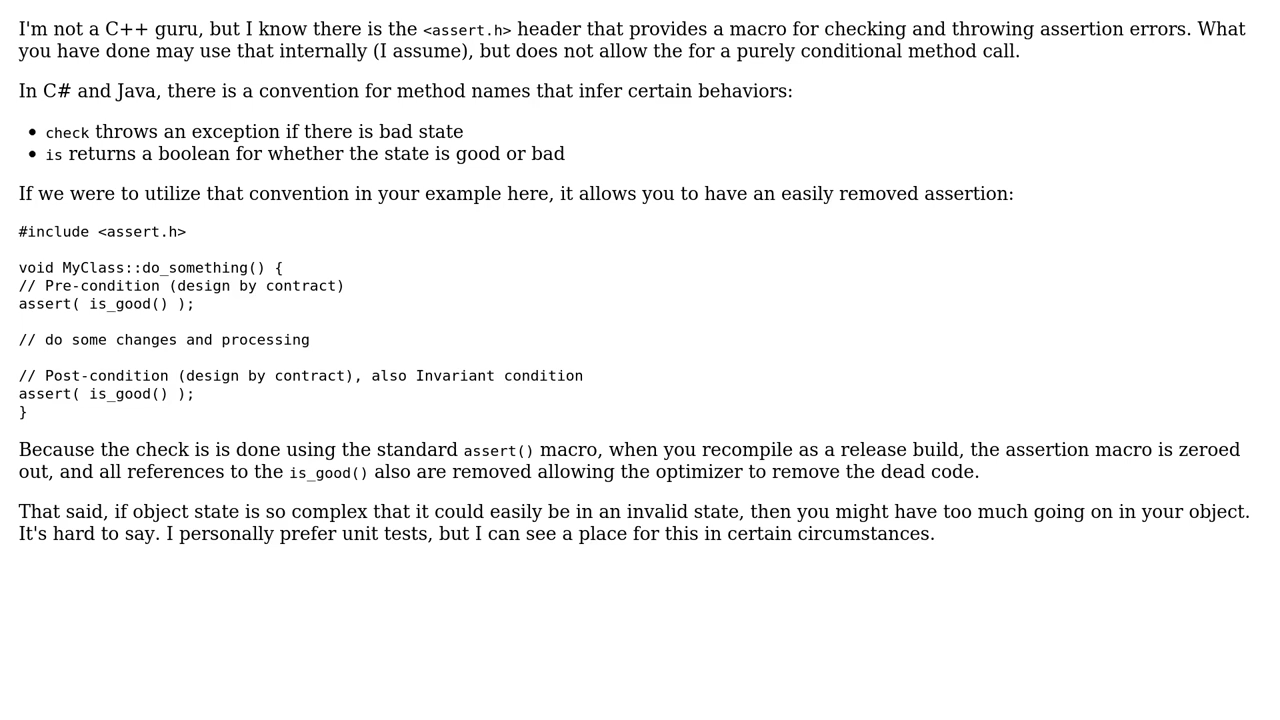 I'm not a C++ guru, but I know there is the <assert.h> header that provides a macro for checking and throwing assertion errors. What
you have done may use that internally (I assume), but does not allow the for a purely conditional method call.
In C# and Java, there is a convention for method names that infer certain behaviors:
• check throws an exception if there is bad state
• is returns a boolean for whether the state is good or bad
If we were to utilize that convention in your example here, it allows you to have an easily removed assertion:
#include <assert.h>
void MyClass::do_something() {
// Pre-condition (design by contract)
assert( is_good() );
// do some changes and processing
// Post-condition (design by contract), also Invariant condition
assert( is_good() );
}
Because the check is is done using the standard assert() macro, when you recompile as a release build, the assertion macro is zeroed
out, and all references to the is_good() also are removed allowing the optimizer to remove the dead code.
That said, if object state is so complex that it could easily be in an invalid state, then you might have too much going on in your object.
It's hard to say. I personally prefer unit tests, but I can see a place for this in certain circumstances.